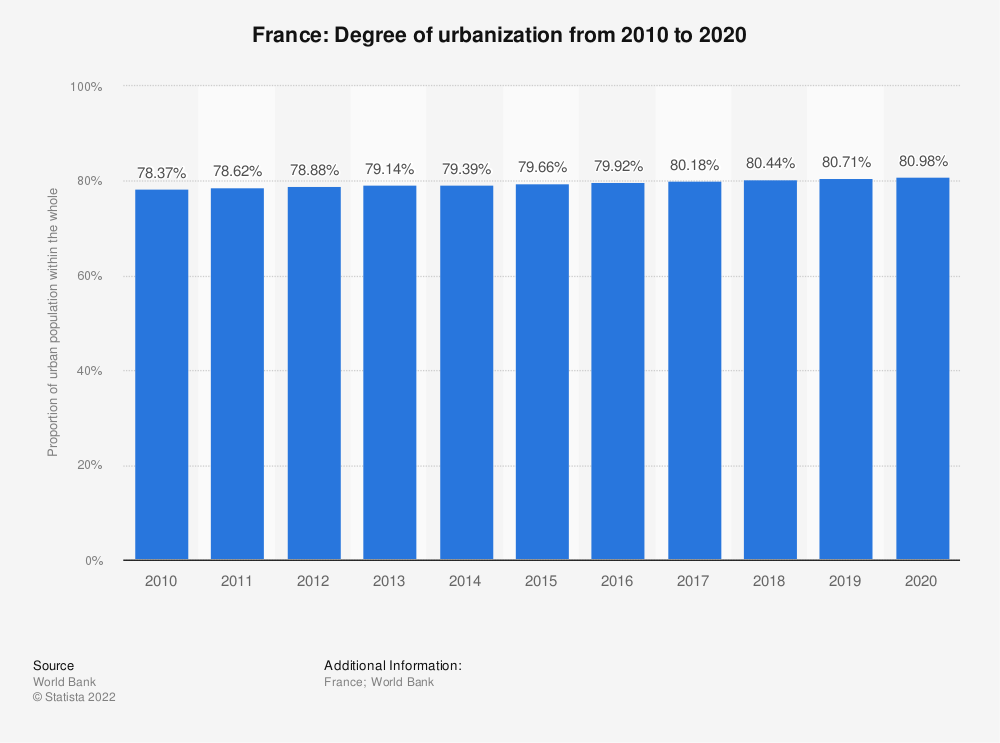 France: Degree of urbanization from 2010 to 2020
Proportion of urban population within the whole
100%
80%
60%
40%
20%
0%
78.37% 78.62% 78.88% 79.14% 79.39% 79.66% 79.92% 80.18% 80.44% 80.71% 80.98%
2010 2011 2012 2013 2014 2015 2016 2017 2018 2019 2020
Source
World Bank
© Statista 2022
Additional Information:
France; World Bank